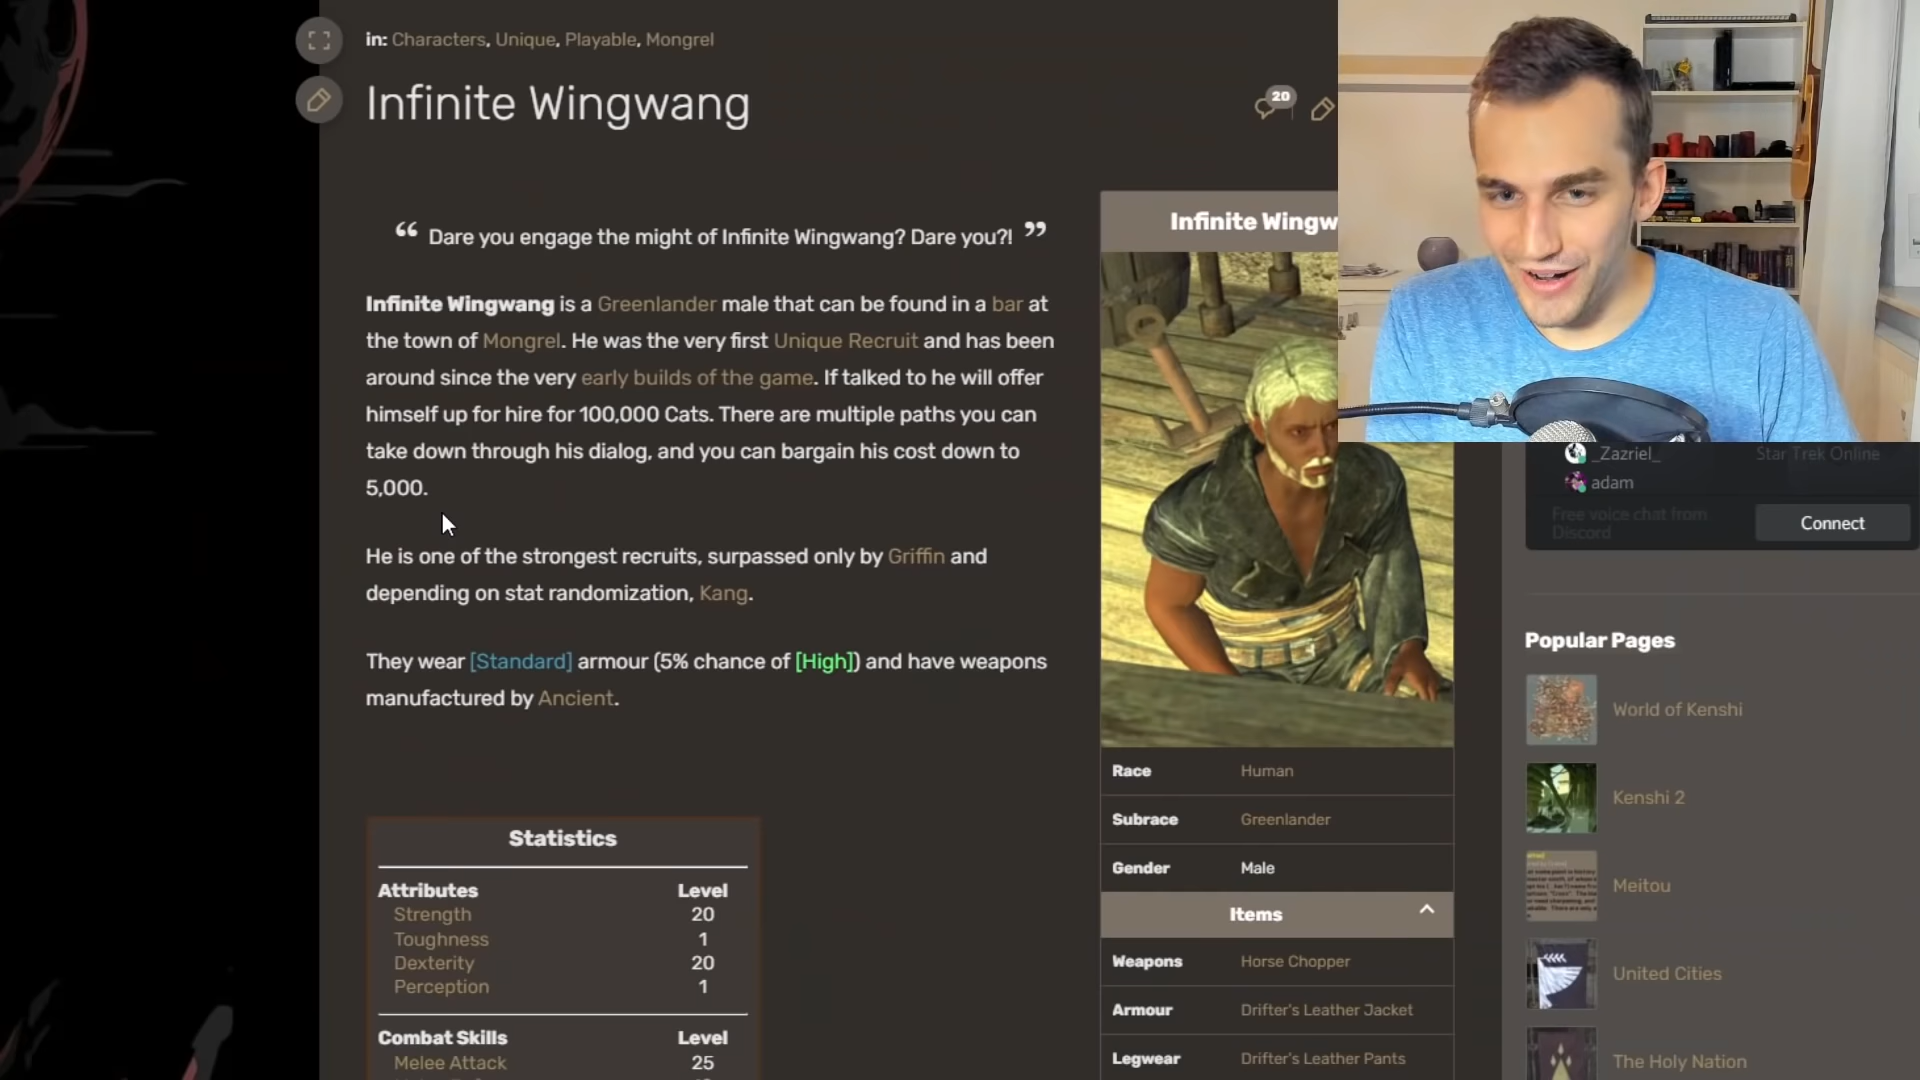 in: Characters, Unique, Playable, Mongrel
Infinite Wingwang
20
“ Dare you engage the might of Infinite Wingwang? Dare you?! ”
Infinite Wingwang is a Greenlander male that can be found in a bar at
the town of Mongrel. He was the very first Unique Recruit and has been
around since the very early builds of the game. If talked to he will offer
himself up for hire for 100,000 Cats. There are multiple paths you can
take down through his dialog, and you can bargain his cost down to
5,000.
He is one of the strongest recruits, surpassed only by Griffin and
depending on stat randomization, Kang.
They wear [Standard] armour (5% chance of [High]) and have weapons
manufactured by Ancient.
Statistics
Attributes Level
Strength 20
Toughness 1
Dexterity 20
Perception 1
Combat Skills Level
Melee Attack 25
Infinite Wingw
Race Human
Subrace Greenlander
Gender Male
Items
Weapons Horse Chopper
Armour Drifter's Leather Jacket
Legwear Drifter's Leather Pants
_Zazriel_ Star Trek Online
adam
Free voice chat from
Discord
Connect
Popular Pages
World of Kenshi
Kenshi 2
Meitou
United Cities
The Holy Nation